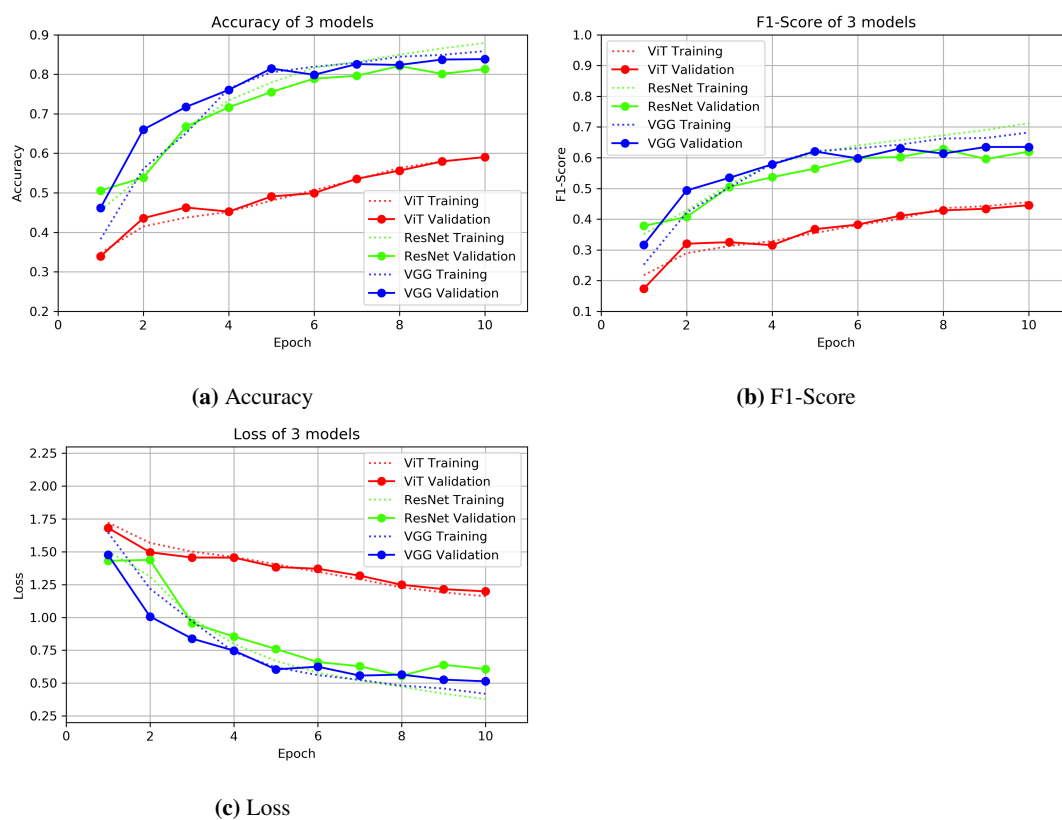 Accuracy of 3 models
0.9
0.8
0.7
0.6
0.5
0.4
0.3
0.2
Accuracy
ViT Training
ViT Validation
ResNet Training
ResNet Validation
VGG Training
VGG Validation
0 2 4 6 8 10
Epoch
(a) Accuracy
F1-Score of 3 models
1.0
0.9
0.8
0.7
0.6
0.5
0.4
0.3
0.2
0.1
F1-Score
ViT Training
ViT Validation
ResNet Training
ResNet Validation
VGG Training
VGG Validation
0 2 4 6 8 10
Epoch
(b) F1-Score
Loss of 3 models
2.25
2.00
1.75
1.50
1.25
1.00
0.75
0.50
0.25
Loss
ViT Training
ViT Validation
ResNet Training
ResNet Validation
VGG Training
VGG Validation
0 2 4 6 8 10
Epoch
(c) Loss